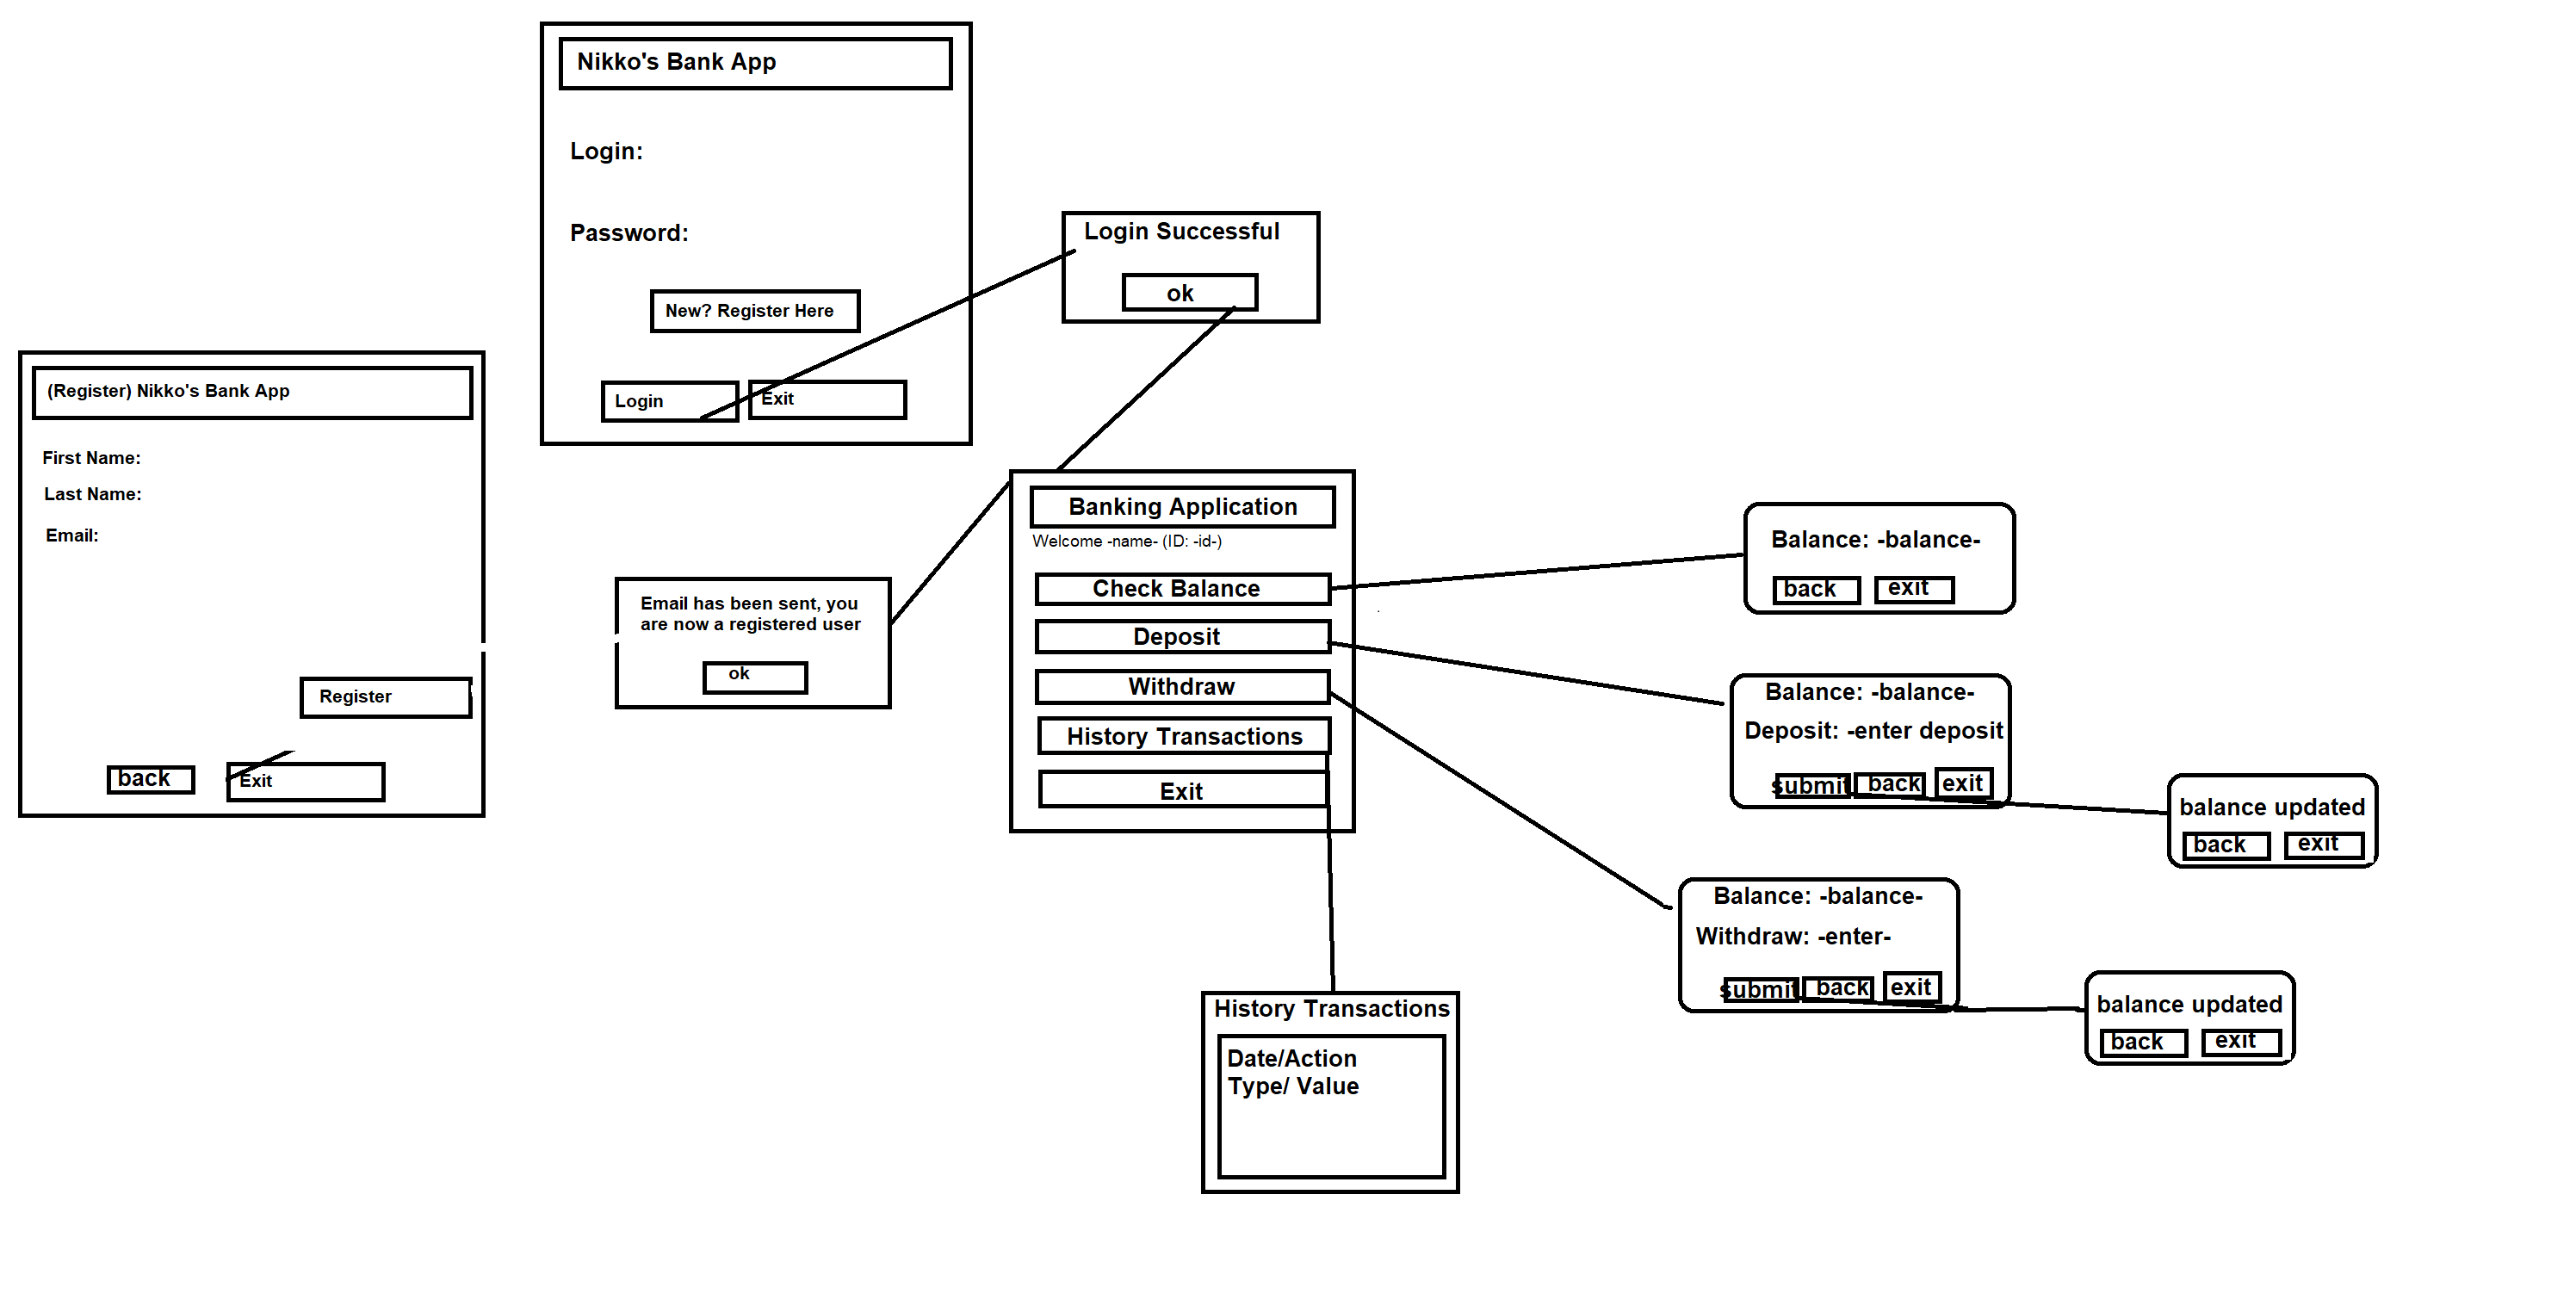 Nikko's Bank App
Login:
Password:
New? Register Here
Login
Exit
Login Successful
ok
(Register) Nikko's Bank App
First Name:
Last Name:
Email:
Register
back
Exit
Email has been sent, you
are now a registered user
ok
Banking Application
Welcome -name- (ID: -id-)
Check Balance
Deposit
Withdraw
History Transactions
Exit
Balance: -balance-
back
exit
Balance: -balance-
Deposit: -enter deposit
submit
back
exit
balance updated
back
exit
Balance: -balance-
Withdraw: -enter-
submit
back
exit
balance updated
back
exit
History Transactions
Date/Action
Type/ Value